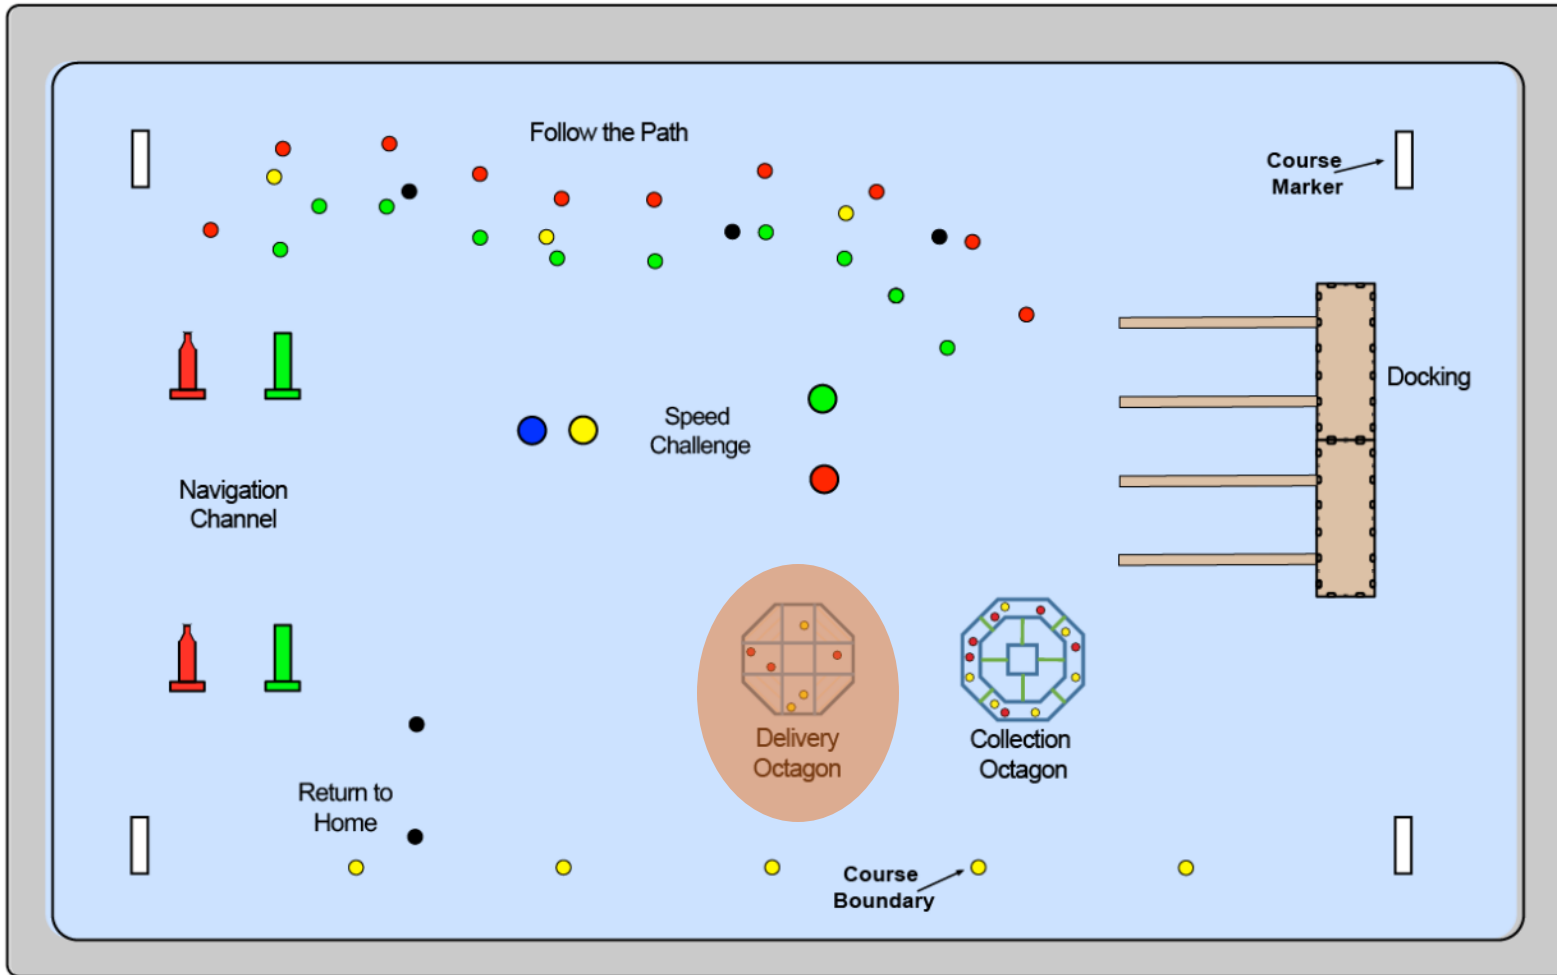 Follow the Path
Course
Marker
Docking
Speed
Challenge
Navigation
Channel
Delivery
Octagon
Collection
Octagon
Return to
Home
Course
Boundary